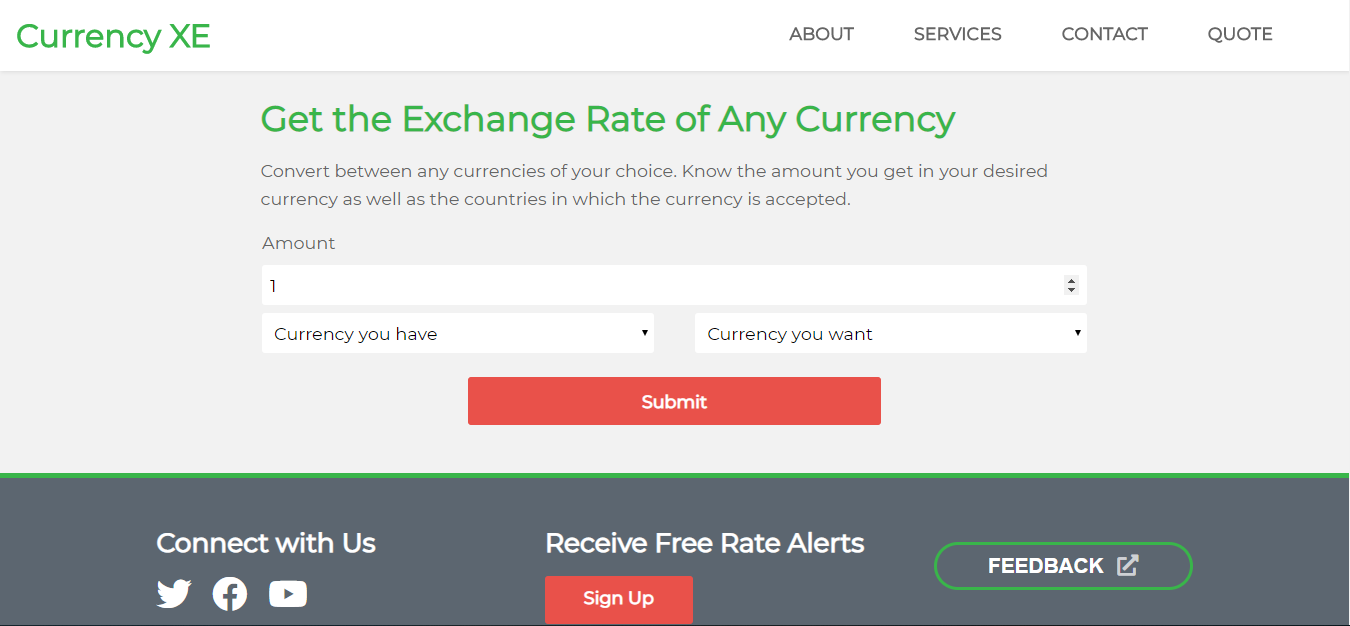 Currency XE
ABOUT
SERVICES
CONTACT
QUOTE
Get the Exchange Rate of Any Currency
Convert between any currencies of your choice. Know the amount you get in your desired
currency as well as the countries in which the currency is accepted.
Amount
1
Currency you have
Currency you want
Submit
Connect with Us
Receive Free Rate Alerts
Sign Up
FEEDBACK